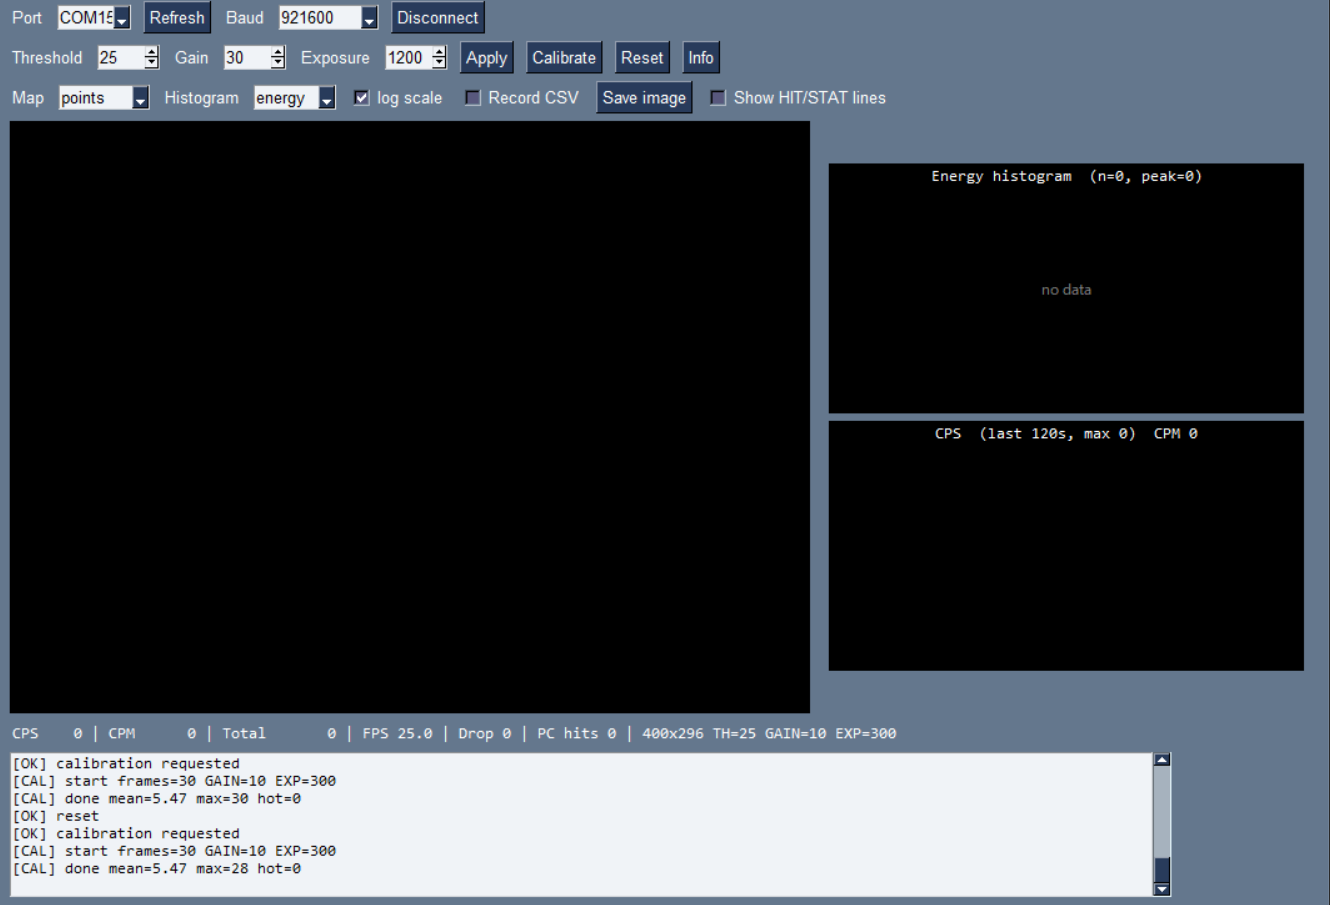 Port COM15 Refresh Baud 921600 Disconnect
Threshold 25 Gain 30 Exposure 1200 Apply Calibrate Reset Info
Map points Histogram energy log scale Record CSV Save image Show HIT/STAT lines
Energy histogram (n=0, peak=0)
no data
CPS (last 120s, max 0) CPM 0
CPS 0 | CPM 0 | Total 0 | FPS 25.0 | Drop 0 | PC hits 0 | 400x296 TH=25 GAIN=10 EXP=300
[OK] calibration requested
[CAL] start frames=30 GAIN=10 EXP=300
[CAL] done mean=5.47 max=30 hot=0
[OK] reset
[OK] calibration requested
[CAL] start frames=30 GAIN=10 EXP=300
[CAL] done mean=5.47 max=28 hot=0